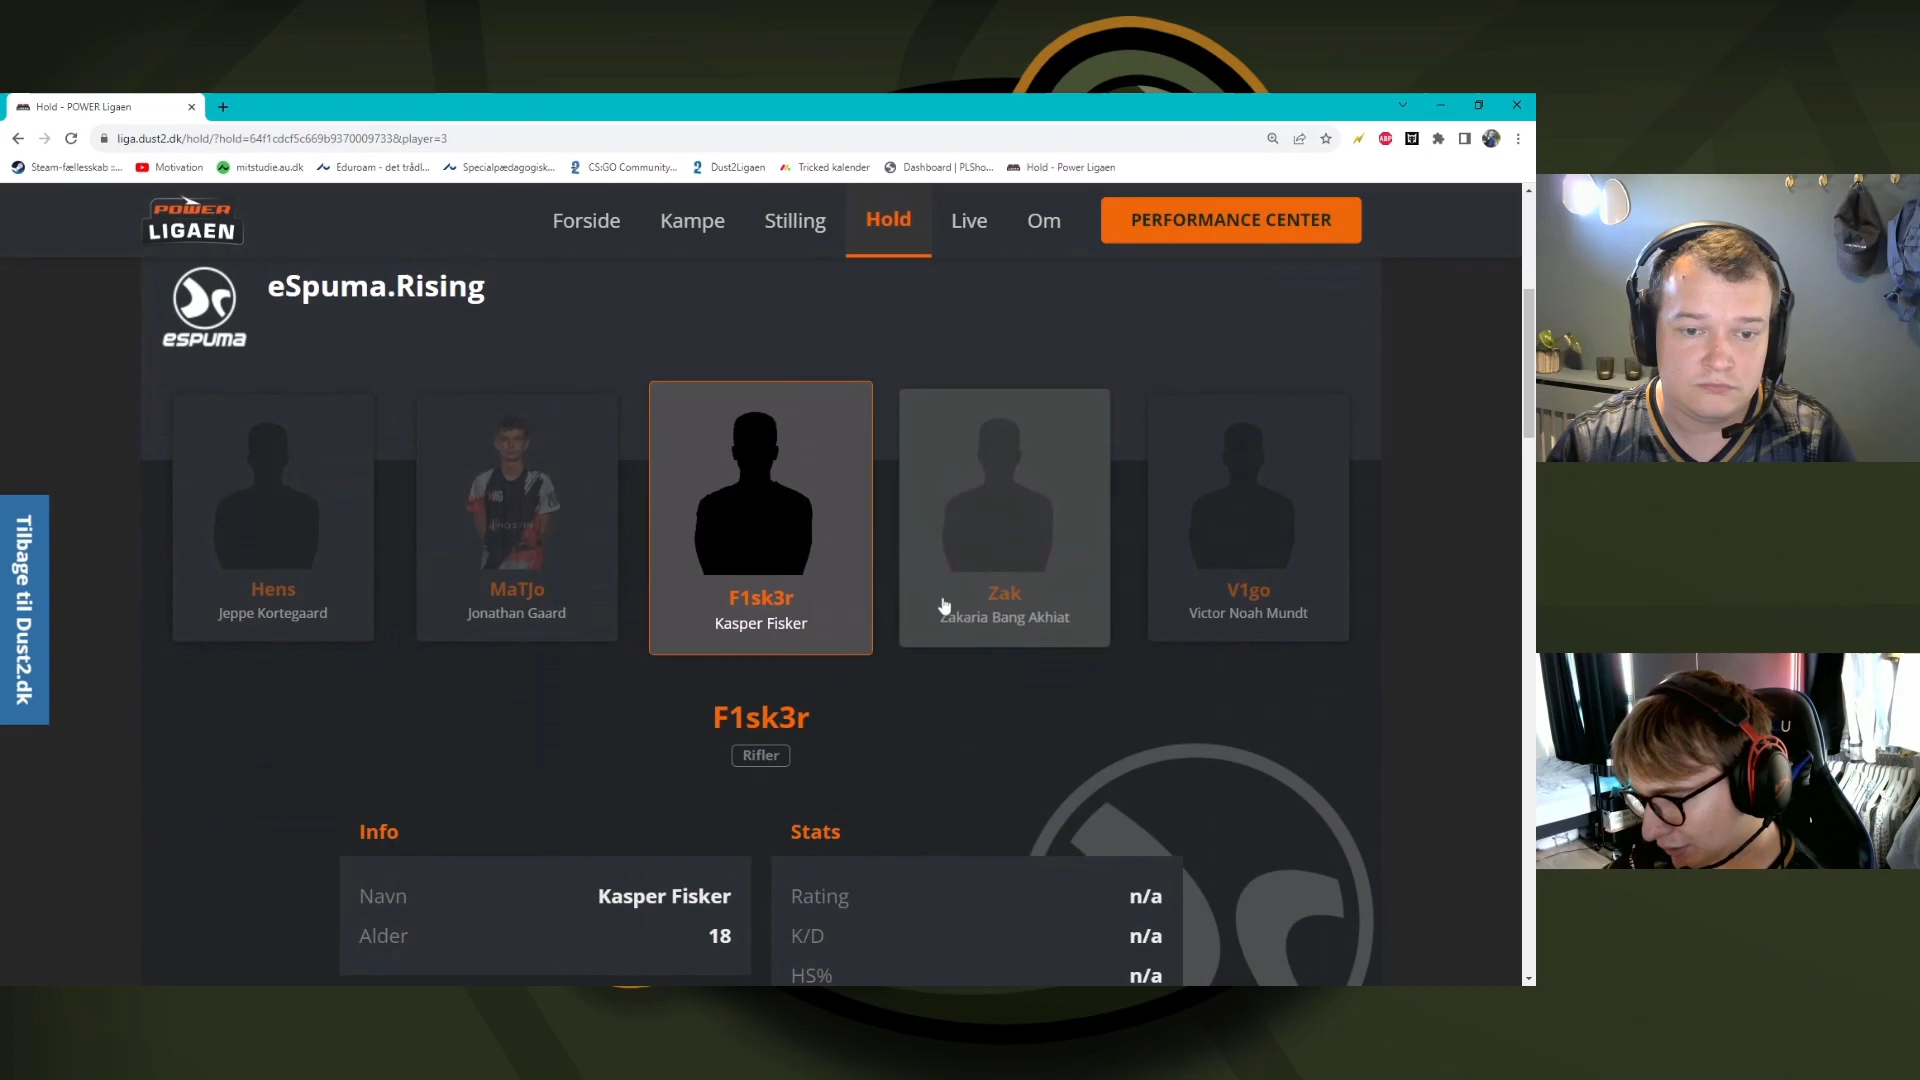 Hold - POWER Ligaen
liga.dust2.dk/hold/?hold=64f1cdcf5c669b9370009733&player=3
Steam-fællesskab ::... Motivation mitstudie.au.dk Eduroam - det trådl... Specialpædagogisk... CS:GO Community... Dust2Ligaen Tricked kalender Dashboard | PLSho... Hold - Power Ligaen
POWER
LIGAEN
Forside Kampe Stilling Hold Live Om PERFORMANCE CENTER
eSpuma.Rising
eSPUMA
Hens
Jeppe Kortegaard
MaTJo
Jonathan Gaard
F1sk3r
Kasper Fisker
Zak
Zakaria Bang Akhiat
V1go
Victor Noah Mundt
Tilbage til Dust2.dk
F1sk3r
Rifler
Info
Navn Kasper Fisker
Alder 18
Stats
Rating n/a
K/D n/a
HS% n/a